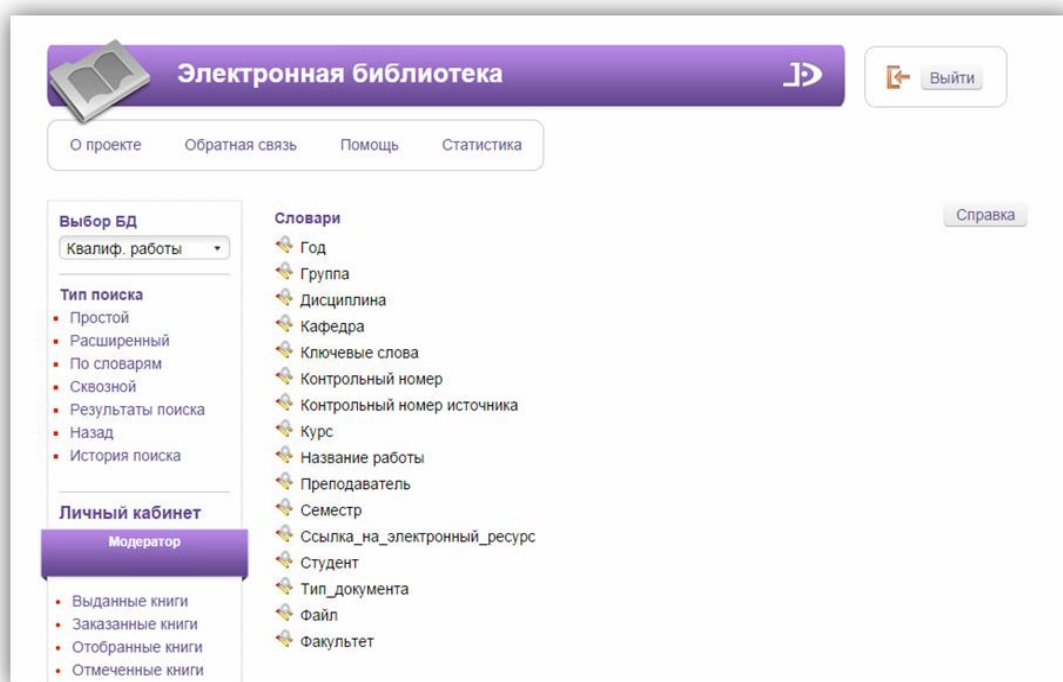 Электронная библиотека
Выйти
О проекте Обратная связь Помощь Статистика
Выбор БД
Квалиф. работы
Тип поиска
Простой
Расширенный
По словарям
Сквозной
Результаты поиска
Назад
История поиска
Личный кабинет
Модератор
Выданные книги
Заказанные книги
Отобранные книги
Отмеченные книги
Словари
Год
Группа
Дисциплина
Кафедра
Ключевые слова
Контрольный номер
Контрольный номер источника
Курс
Название работы
Преподаватель
Семестр
Ссылка_на_электронный_ресурс
Студент
Тип_документа
Файл
Факультет
Справка